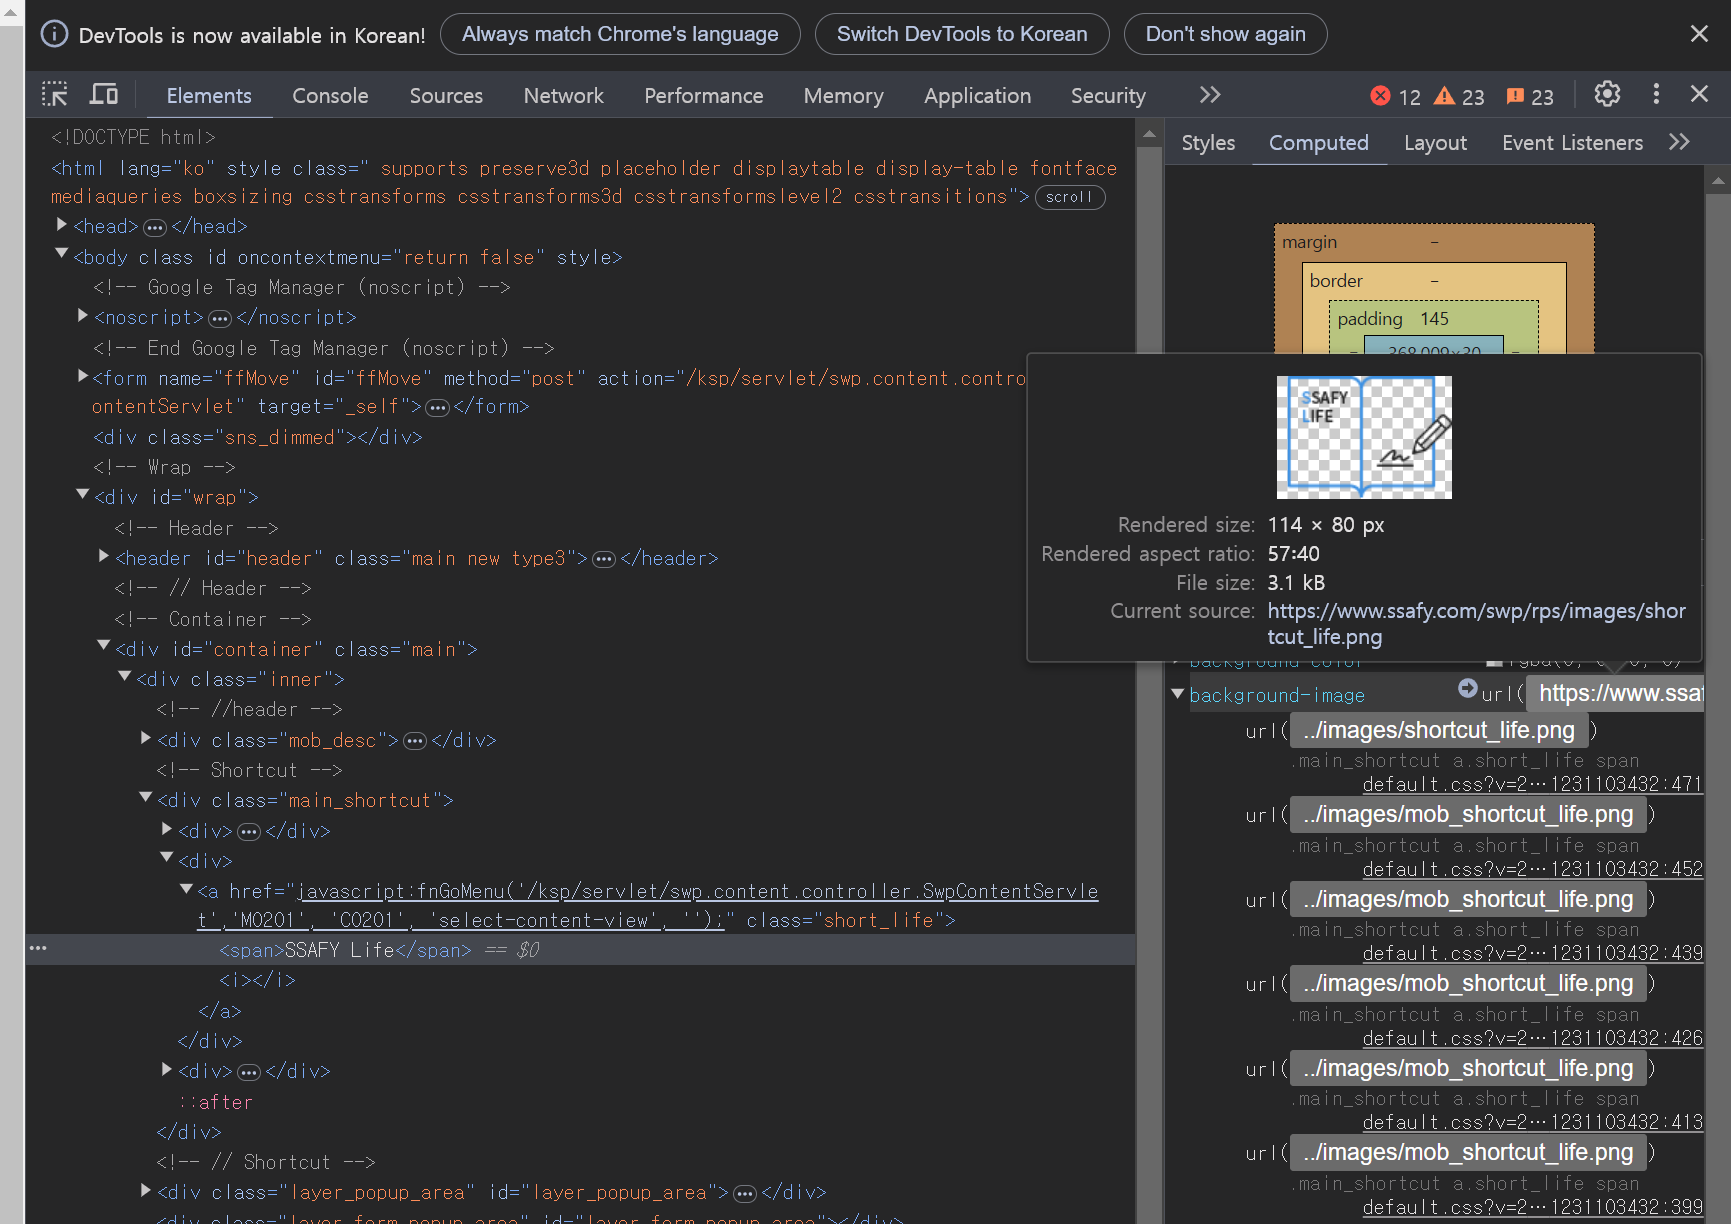 DevTools is now available in Korean! Always match Chrome's language Switch DevTools to Korean Don't show again
Elements Console Sources Network Performance Memory Application Security 12 23 23
<!DOCTYPE html>
<html lang="ko" style class=" supports preserve3d placeholder displaytable display-table fontface
mediaqueries boxsizing csstransforms csstransforms3d csstransformslevel2 csstransitions"> scroll
<head> … </head>
<body class id oncontextmenu="return false" style>
<!-- Google Tag Manager (noscript) -->
<noscript> … </noscript>
<!-- End Google Tag Manager (noscript) -->
<form name="ffMove" id="ffMove" method="post" action="/ksp/servlet/swp.content.contro
ontentServlet" target="_self"> … </form>
<div class="sns_dimmed"></div>
<!-- Wrap -->
<div id="wrap">
<!-- Header -->
<header id="header" class="main new type3"> … </header>
<!-- // Header -->
<!-- Container -->
<div id="container" class="main">
<div class="inner">
<!-- //header -->
<div class="mob_desc"> … </div>
<!-- Shortcut -->
<div class="main_shortcut">
<div> … </div>
<div>
<a href="javascript:fnGoMenu('/ksp/servlet/swp.content.controller.SwpContentServle
t','M0201', 'C0201', 'select-content-view', '');" class="short_life">
<span>SSAFY Life</span> == $0
<i></i>
</a>
</div>
<div> … </div>
::after
</div>
<!-- // Shortcut -->
<div class="layer_popup_area" id="layer_popup_area"> … </div>
<div class="layer_form_popup_area" id="layer_form_popup_area"></div>
Styles Computed Layout Event Listeners
margin -
border -
padding 145
- 368.009×30 -
SSAFY
LIFE
Rendered size: 114 × 80 px
Rendered aspect ratio: 57:40
File size: 3.1 kB
Current source: https://www.ssafy.com/swp/rps/images/shor
tcut_life.png
background-color rgba(0, 0, 0, 0)
background-image url( https://www.ssaf
url( ../images/shortcut_life.png )
.main_shortcut a.short_life span
default.css?v=2…1231103432:471
url( ../images/mob_shortcut_life.png )
.main_shortcut a.short_life span
default.css?v=2…1231103432:452
url( ../images/mob_shortcut_life.png )
.main_shortcut a.short_life span
default.css?v=2…1231103432:439
url( ../images/mob_shortcut_life.png )
.main_shortcut a.short_life span
default.css?v=2…1231103432:426
url( ../images/mob_shortcut_life.png )
.main_shortcut a.short_life span
default.css?v=2…1231103432:413
url( ../images/mob_shortcut_life.png )
.main_shortcut a.short_life span
default.css?v=2…1231103432:399